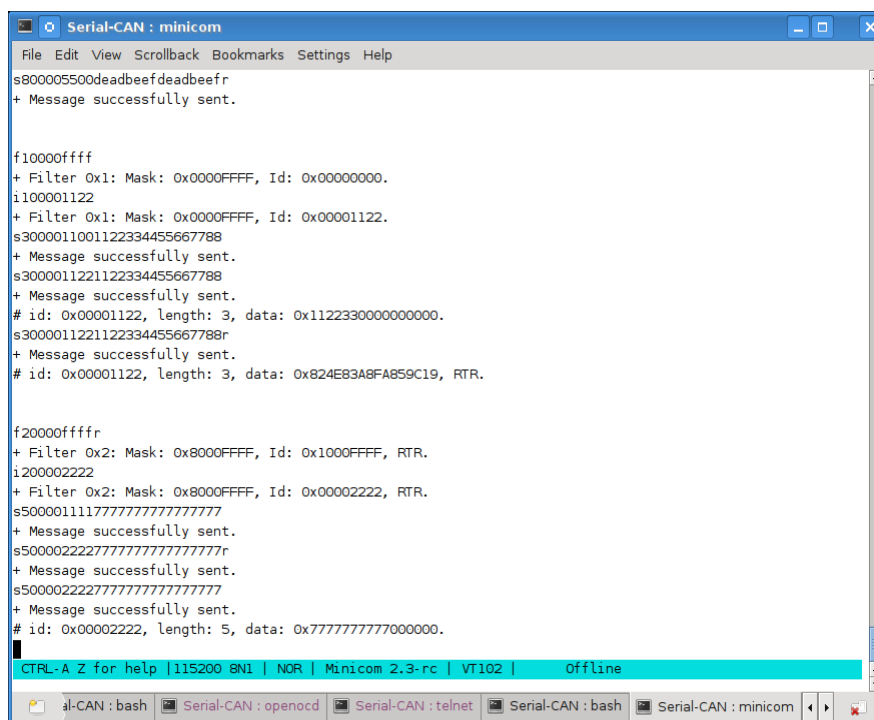 Serial-CAN : minicom
File Edit View Scrollback Bookmarks Settings Help
s800005500deadbeefdeadbeefr
+ Message successfully sent.
f10000ffff
+ Filter 0x1: Mask: 0x0000FFFF, Id: 0x00000000.
i100001122
+ Filter 0x1: Mask: 0x0000FFFF, Id: 0x00001122.
s3000011001122334455667788
+ Message successfully sent.
s3000011221122334455667788
+ Message successfully sent.
# id: 0x00001122, length: 3, data: 0x1122330000000000.
s3000011221122334455667788r
+ Message successfully sent.
# id: 0x00001122, length: 3, data: 0x824E83A8FA859C19, RTR.
f20000ffffr
+ Filter 0x2: Mask: 0x8000FFFF, Id: 0x1000FFFF, RTR.
i200002222
+ Filter 0x2: Mask: 0x8000FFFF, Id: 0x00002222, RTR.
s5000011117777777777777777
+ Message successfully sent.
s50000222277777777777777777r
+ Message successfully sent.
s5000022227777777777777777
+ Message successfully sent.
# id: 0x00002222, length: 5, data: 0x7777777777000000.
CTRL-A Z for help |115200 8N1 | NOR | Minicom 2.3-rc | VT102 | Offline
al-CAN : bash Serial-CAN : openocd Serial-CAN : telnet Serial-CAN : bash Serial-CAN : minicom